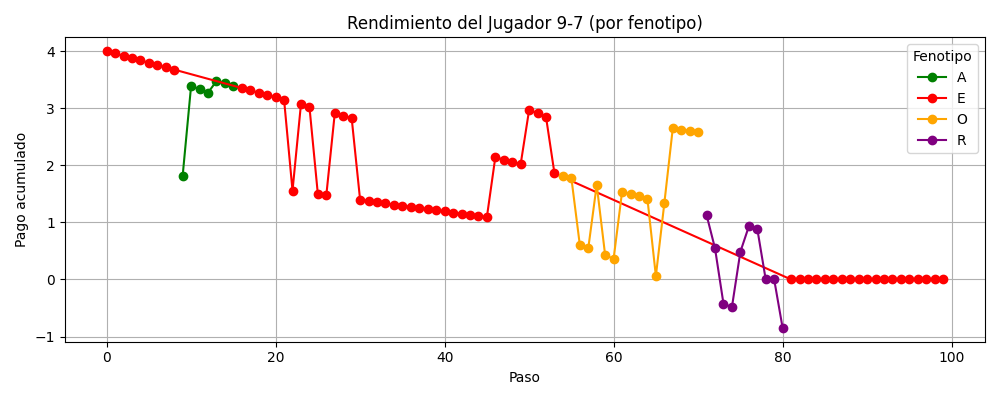 Rendimiento del Jugador 9-7 (por fenotipo)
Fenotipo
A
E
O
R
Pago acumulado
4
3
2
1
0
−1
0 20 40 60 80 100
Paso